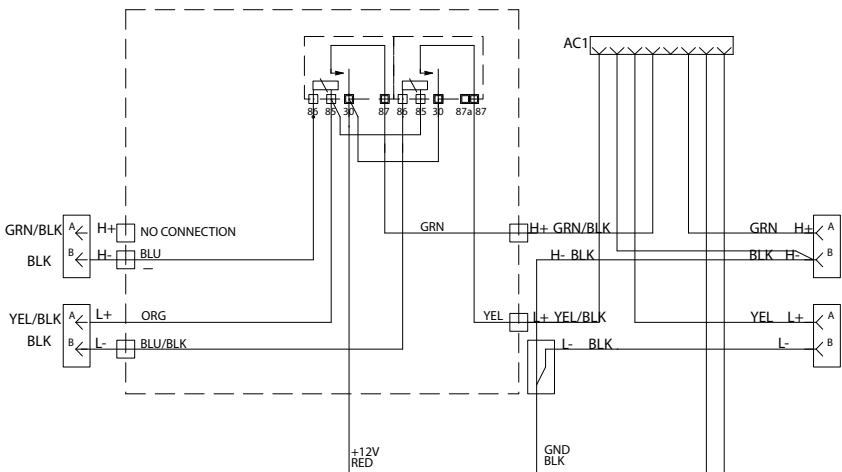 AC1
86 85 30 87 86 85 30 87a 87
GRN/BLK A H+ NO CONNECTION GRN H+ GRN/BLK GRN H+ A
BLK B H- BLU H- BLK BLK H- B
_
YEL/BLK A L+ ORG YEL L+ YEL/BLK YEL L+ A
BLK B L- BLU/BLK L- BLK L- B
+12V
RED
GND
BLK